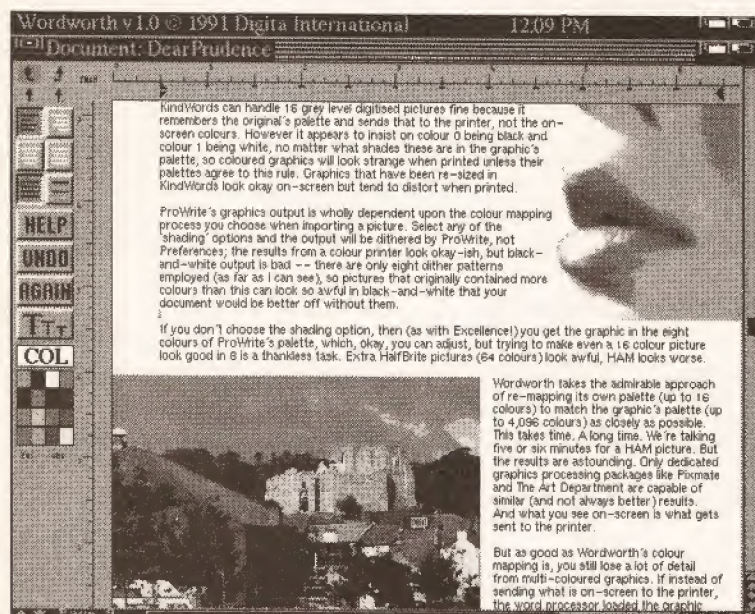 Wordworth v1.0 © 1991 Digita International 12.09 PM
Document: DearPrudence
KindWords can handle 16 grey level digitised pictures fine because it
remembers the original's palette and sends that to the printer, not the on-
screen colours. However it appears to insist on colour 0 being black and
colour 1 being white, no matter what shades these are in the graphic's
palette, so coloured graphics will look strange when printed unless their
palettes agree to this rule. Graphics that have been re-sized in
KindWords look okay on-screen but tend to distort when printed.
ProWrite's graphics output is wholly dependent upon the colour mapping
process you choose when importing a picture. Select any of the
'shading' options and the output will be dithered by ProWrite, not
Preferences; the results from a colour printer look okay-ish, but black-
and-white output is bad -- there are only eight dither patterns
employed (as far as I can see), so pictures that originally contained more
colours than this can look so awful in black-and-white that your
document would be better off without them.
If you don't choose the shading option, then (as with Excellence!) you get the graphic in the eight
colours of ProWrite's palette, which, okay, you can adjust, but trying to make even a 16 colour picture
look good in 8 is a thankless task. Extra HalfBrite pictures (64 colours) look awful, HAM looks worse.
HELP
UNDO
AGAIN
TTT
COL
Wordworth takes the admirable approach
of re-mapping its own palette (up to 16
colours) to match the graphic's palette (up
to 4,096 colours) as closely as possible.
This takes time. A long time. We're talking
five or six minutes for a HAM picture. But
the results are astounding. Only dedicated
graphics processing packages like Pixmate
and The Art Department are capable of
similar (and not always better) results.
And what you see on-screen is what gets
sent to the printer.
But as good as Wordworth's colour
mapping is, you still lose a lot of detail
from multi-coloured graphics. If instead of
sending what is on-screen to the printer,
the word processor loaded the graphic